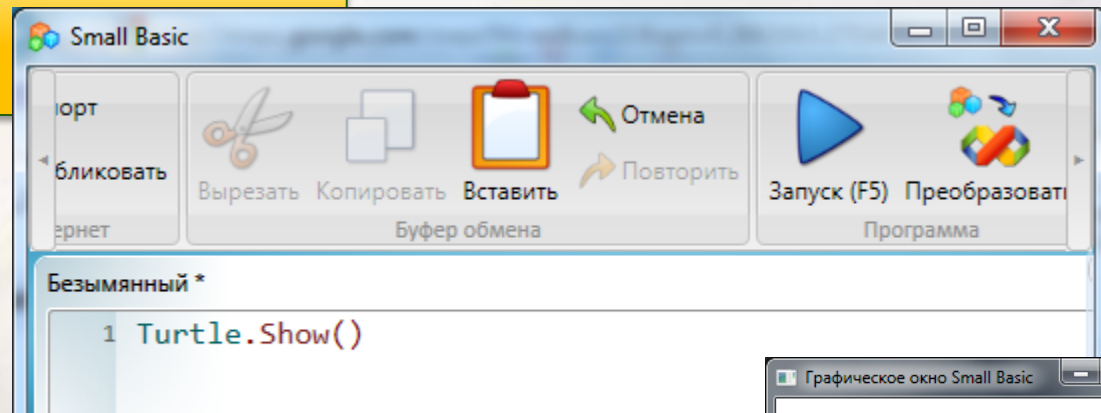 Small Basic
порт
Отмена
бликовать
Повторить
Вырезать Копировать Вставить
Запуск (F5) Преобразоват
ернет
Буфер обмена
Программа
Безымянный *
1 Turtle.Show()
Графическое окно Small Basic